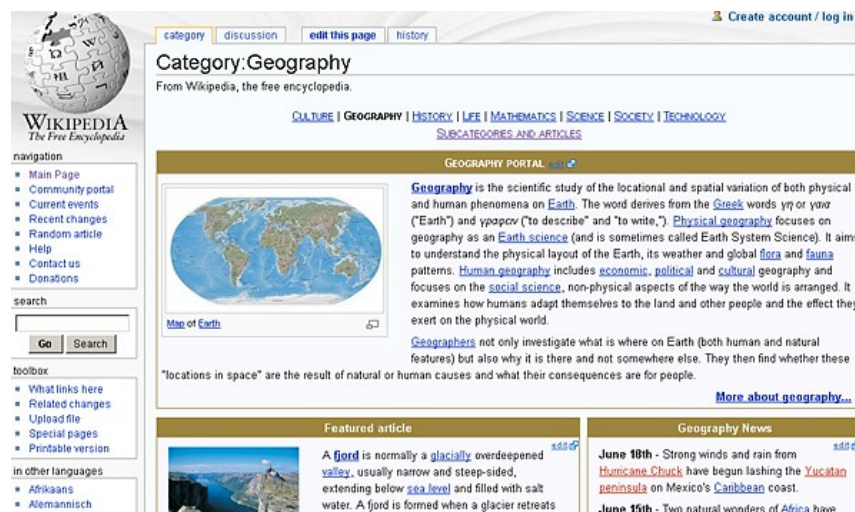 Create account / log in
category
discussion
edit this page
history
Category:Geography
From Wikipedia, the free encyclopedia.
CULTURE | GEOGRAPHY | HISTORY | LIFE | MATHEMATICS | SCIENCE | SOCIETY | TECHNOLOGY
SUBCATEGORIES AND ARTICLES
WIKIPEDIA
The Free Encyclopedia
navigation
Main Page
Community portal
Current events
Recent changes
Random article
Help
Contact us
Donations
search
Go Search
toolbox
What links here
Related changes
Upload file
Special pages
Printable version
in other languages
Afrikaans
Alemannisch
GEOGRAPHY PORTAL edit
Map of Earth
Geography is the scientific study of the locational and spatial variation of both physical
and human phenomena on Earth. The word derives from the Greek words γη or γαια
("Earth") and γραφειν ("to describe" and "to write,"). Physical geography focuses on
geography as an Earth science (and is sometimes called Earth System Science). It aims
to understand the physical layout of the Earth, its weather and global flora and fauna
patterns. Human geography includes economic, political and cultural geography and
focuses on the social science, non-physical aspects of the way the world is arranged. It
examines how humans adapt themselves to the land and other people and the effect they
exert on the physical world.
Geographers not only investigate what is where on Earth (both human and natural
features) but also why it is there and not somewhere else. They then find whether these
"locations in space" are the result of natural or human causes and what their consequences are for people.
More about geography...
Featured article
edit
A fjord is normally a glacially overdeepened
valley, usually narrow and steep-sided,
extending below sea level and filled with salt
water. A fjord is formed when a glacier retreats
Geography News
edit
June 18th - Strong winds and rain from
Hurricane Chuck have begun lashing the Yucatan
peninsula on Mexico's Caribbean coast.
June 15th - Two natural wonders of Africa have